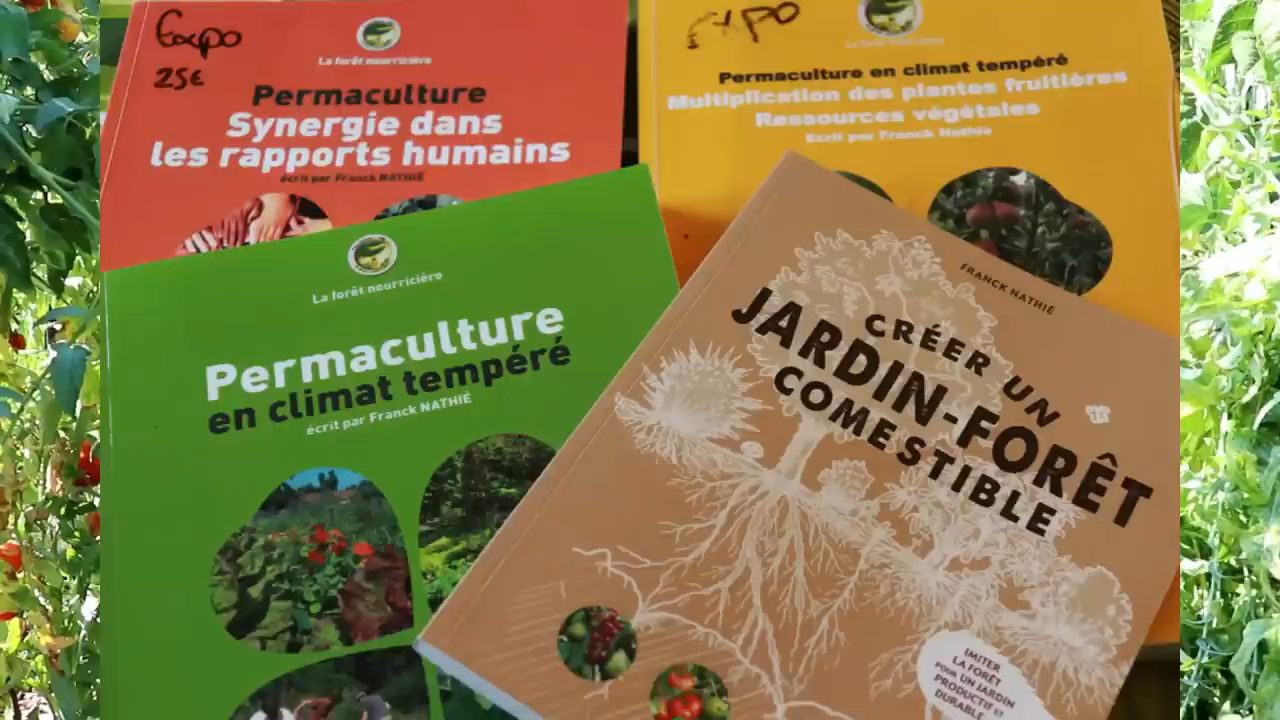 Expo
25€
La forêt nourricière
Permaculture
Synergie dans
les rapports humains
écrit par Franck NATHIÉ
Expo
La forêt nourricière
Permaculture en climat tempéré
Multiplication des plantes fruitières
Ressources végétales
Ecrit par Franck Nathie
La forêt nourricière
Permaculture
en climat tempéré
écrit par Franck NATHIÉ
FRANCK NATHIÉ
CRÉER UN
JARDIN-FORÊT
COMESTIBLE
IMITER
LA FORÊT
POUR UN JARDIN
PRODUCTIF ET
DURABLE